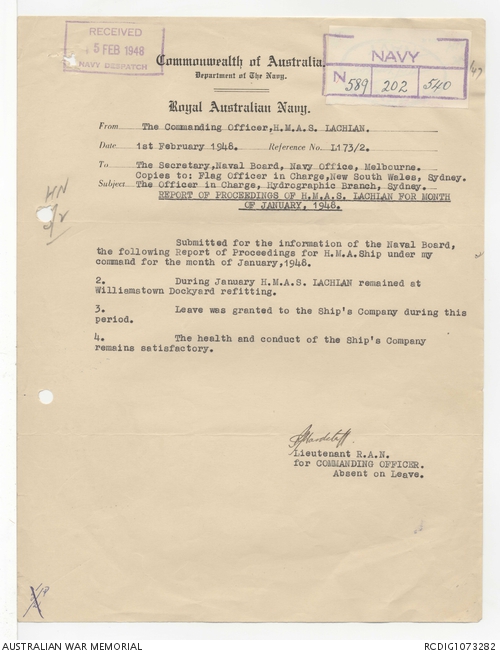 RECEIVED
5 FEB 1948
NAVY DESPATCH
NAVY
N 589 202 540
Commonwealth of Australia.
Department of The Navy.
Royal Australian Navy.
From The Commanding Officer, H.M.A.S. LACHLAN.
Date 1st February 1948. Reference No. L173/2.
To The Secretary, Naval Board, Navy Office, Melbourne.
Copies to: Flag Officer in Charge, New South Wales, Sydney.
Subject The Officer in Charge, Hydrographic Branch, Sydney.
REPORT OF PROCEEDINGS OF H.M.A.S. LACHLAN FOR MONTH
OF JANUARY, 1948.
HN
Submitted for the information of the Naval Board,
the following Report of Proceedings for H.M.A.Ship under my
command for the month of January, 1948.
2. During January H.M.A.S. LACHLAN remained at
Williamstown Dockyard refitting.
3. Leave was granted to the Ship's Company during this
period.
4. The health and conduct of the Ship's Company
remains satisfactory.
Lieutenant R.A.N.
for COMMANDING OFFICER.
Absent on Leave.
AUSTRALIAN WAR MEMORIAL
RCDIG1073282